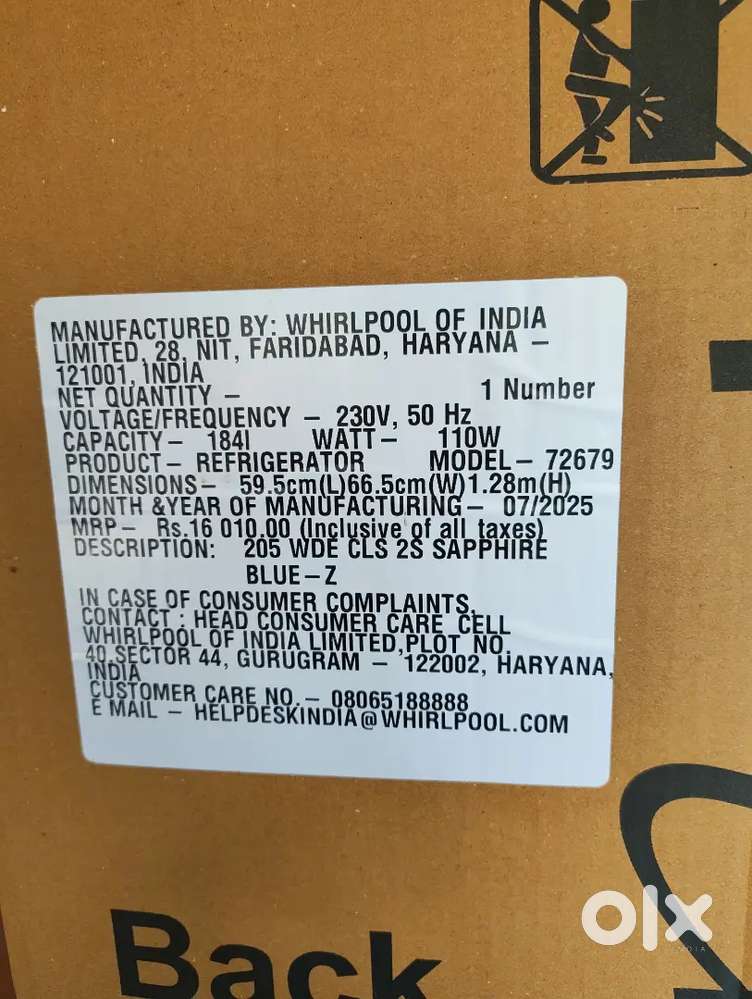 MANUFACTURED BY: WHIRLPOOL OF INDIA
LIMITED, 28, NIT, FARIDABAD, HARYANA –
121001, INDIA
NET QUANTITY – 1 Number
VOLTAGE/FREQUENCY – 230V, 50 Hz
CAPACITY – 184l WATT – 110W
PRODUCT – REFRIGERATOR MODEL – 72679
DIMENSIONS – 59.5cm(L)66.5cm(W)1.28m(H)
MONTH &YEAR OF MANUFACTURING– 07/2025
MRP – Rs.16 010.00 (Inclusive of all taxes)
DESCRIPTION: 205 WDE CLS 2S SAPPHIRE
BLUE–Z
IN CASE OF CONSUMER COMPLAINTS,
CONTACT : HEAD CONSUMER CARE CELL
WHIRLPOOL OF INDIA LIMITED,PLOT NO.
40,SECTOR 44, GURUGRAM – 122002, HARYANA,
INDIA
CUSTOMER CARE NO. – 08065188888
E MAIL – HELPDESKINDIA@WHIRLPOOL.COM
olx
INDIA
Back